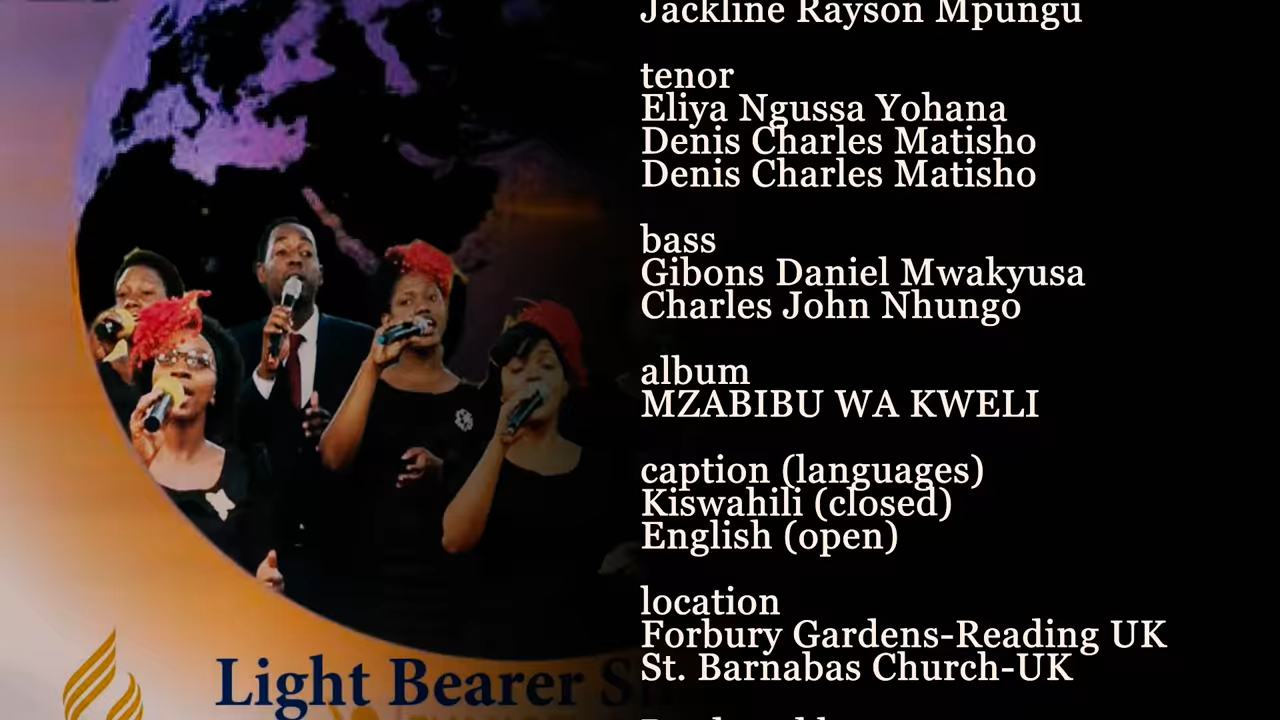 Jackline Rayson Mpungu
tenor
Eliya Ngussa Yohana
Denis Charles Matisho
Denis Charles Matisho
bass
Gibons Daniel Mwakyusa
Charles John Nhungo
album
MZABIBU WA KWELI
caption (languages)
Kiswahili (closed)
English (open)
location
Forbury Gardens-Reading UK
St. Barnabas Church-UK
Light Bearer